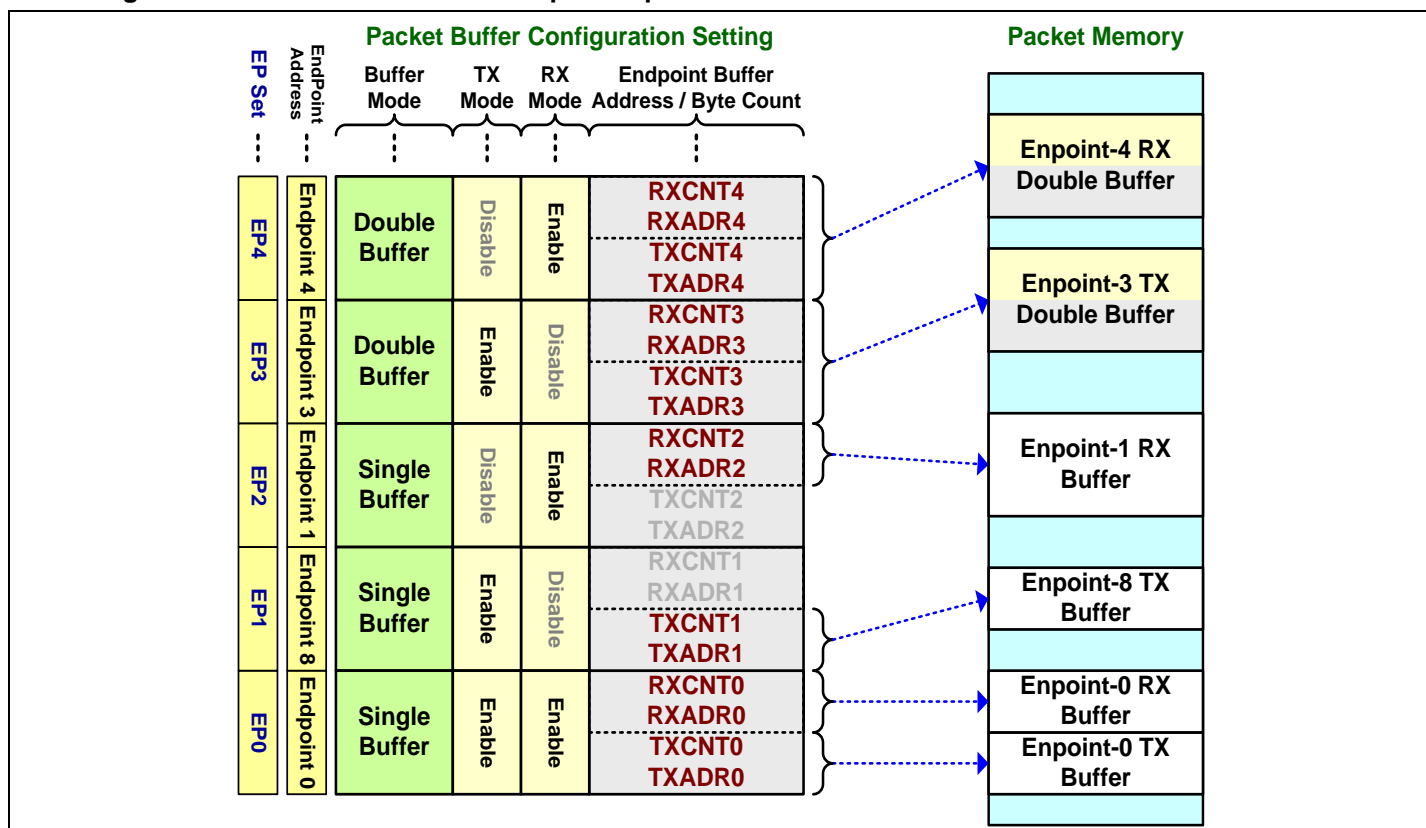 Packet Buffer Configuration Setting
Packet Memory
EP Set
EndPoint
Address
Buffer
Mode
TX
Mode
RX
Mode
Endpoint Buffer
Address / Byte Count
EP4
Endpoint 4
Double
Buffer
Disable
Enable
RXCNT4
RXADR4
TXCNT4
TXADR4
EP3
Endpoint 3
Double
Buffer
Enable
Disable
RXCNT3
RXADR3
TXCNT3
TXADR3
EP2
Endpoint 1
Single
Buffer
Disable
Enable
RXCNT2
RXADR2
TXCNT2
TXADR2
EP1
Endpoint 8
Single
Buffer
Enable
Disable
RXCNT1
RXADR1
TXCNT1
TXADR1
EP0
Endpoint 0
Single
Buffer
Enable
Enable
RXCNT0
RXADR0
TXCNT0
TXADR0
Enpoint-4 RX
Double Buffer
Enpoint-3 TX
Double Buffer
Enpoint-1 RX
Buffer
Enpoint-8 TX
Buffer
Enpoint-0 RX
Buffer
Enpoint-0 TX
Buffer